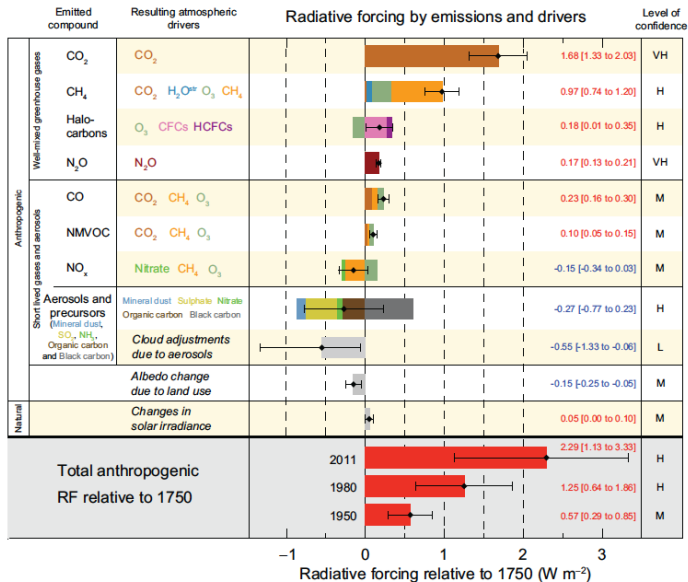 Emitted compound
Resulting atmospheric drivers
Radiative forcing by emissions and drivers
Level of confidence
Anthropogenic
Well-mixed greenhouse gases
CO2 CO2 1.68 [1.33 to 2.03] VH
CH4 CO2 H2Ostr O3 CH4 0.97 [0.74 to 1.20] H
Halo-carbons O3 CFCs HCFCs 0.18 [0.01 to 0.35] H
N2O N2O 0.17 [0.13 to 0.21] VH
Short lived gases and aerosols
CO CO2 CH4 O3 0.23 [0.16 to 0.30] M
NMVOC CO2 CH4 O3 0.10 [0.05 to 0.15] M
NOx Nitrate CH4 O3 -0.15 [-0.34 to 0.03] M
Aerosols and precursors
(Mineral dust,
SO2, NH3,
Organic carbon
and Black carbon)
Mineral dust Sulphate Nitrate
Organic carbon Black carbon
-0.27 [-0.77 to 0.23] H
Cloud adjustments
due to aerosols
-0.55 [-1.33 to -0.06] L
Albedo change
due to land use
-0.15 [-0.25 to -0.05] M
Natural
Changes in
solar irradiance
0.05 [0.00 to 0.10] M
Total anthropogenic
RF relative to 1750
2011 2.29 [1.13 to 3.33] H
1980 1.25 [0.64 to 1.86] H
1950 0.57 [0.29 to 0.85] M
−1 0 1 2 3
Radiative forcing relative to 1750 (W m−2)